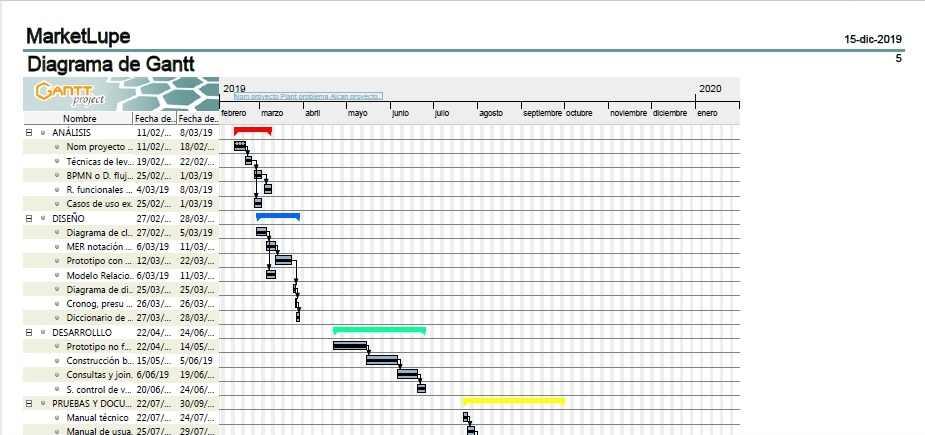 MarketLupe
15-dic-2019
Diagrama de Gantt
5
GANTT project
2019 2020
Nom proyecto Plant problema Alcan proyecto..
febrero marzo abril mayo junio julio agosto septiembre octubre noviembre diciembre enero
Nombre Fecha de.. Fecha de..
ANÁLISIS 11/02/... 8/03/19
Nom proyecto ... 11/02/... 18/02/...
Técnicas de lev... 19/02/... 22/02/...
BPMN o D. fluj... 25/02/... 1/03/19
R. funcionales ... 4/03/19 8/03/19
Casos de uso ex. 25/02/... 1/03/19
DISEÑO 27/02/... 28/03/...
Diagrama de cl.. 27/02/... 5/03/19
MER notación ... 6/03/19 11/03/...
Prototipo con ... 12/03/... 22/03/...
Modelo Relacio.. 6/03/19 11/03/...
Diagrama de di... 25/03/... 25/03/...
Cronog, presu ... 26/03/... 26/03/...
Diccionario de ... 27/03/... 28/03/...
DESARROLLLO 22/04/... 24/06/...
Prototipo no f... 22/04/... 14/05/...
Construcción b... 15/05/... 5/06/19
Consultas y join. 6/06/19 19/06/...
S. control de v... 20/06/... 24/06/...
PRUEBAS Y DOCU... 22/07/... 30/09/...
Manual técnico 22/07/... 24/07/...
Manual de usua. 25/07/... 29/07/...